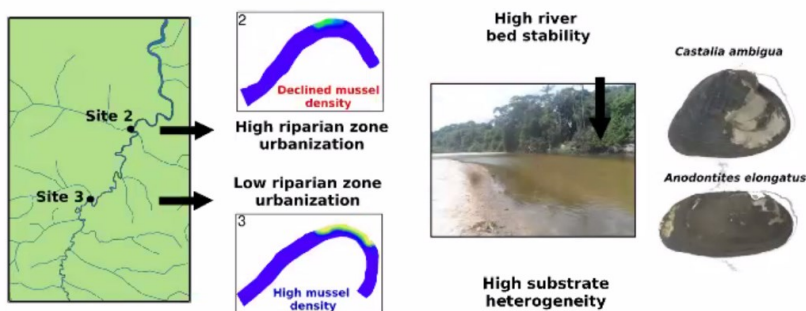 Site 2
Site 3
2
Declined mussel
density
High riparian zone
urbanization
Low riparian zone
urbanization
3
High mussel
density
High river
bed stability
High substrate
heterogeneity
Castalia ambigua
Anodontites elongatus